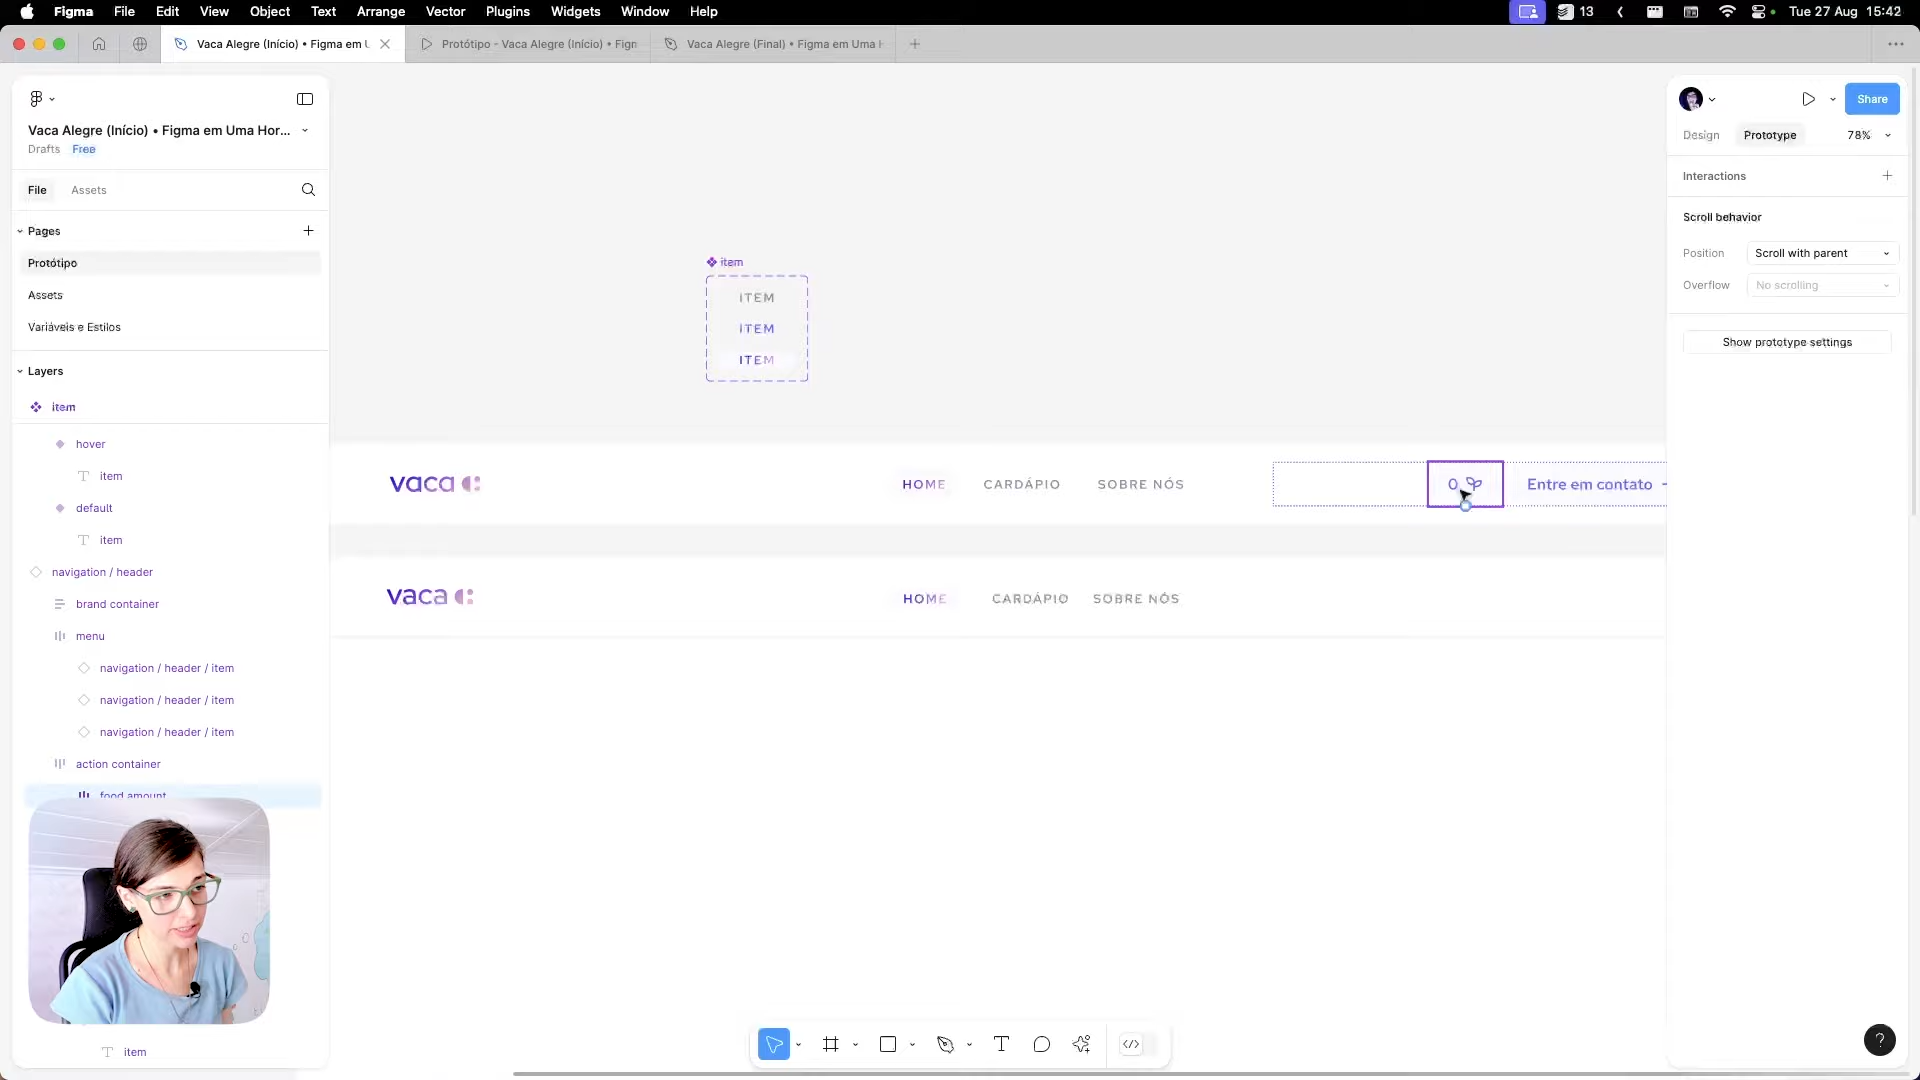 Figma File Edit View Object Text Arrange Vector Plugins Widgets Window Help 13 Tue 27 Aug 15:42
Vaca Alegre (Início) • Figma em U
Protótipo - Vaca Alegre (Início) • Figm
Vaca Alegre (Final) • Figma em Uma H
Vaca Alegre (Início) • Figma em Uma Hor...
Drafts Free
File Assets
Pages
Protótipo
Assets
Variáveis e Estilos
Layers
item
hover
item
default
item
navigation / header
brand container
menu
navigation / header / item
navigation / header / item
navigation / header / item
action container
food amount
item
item
ITEM
ITEM
ITEM
vaca HOME CARDÁPIO SOBRE NÓS 0 Entre em contato
vaca HOME CARDÁPIO SOBRE NÓS
Share
Design Prototype 78%
Interactions
Scroll behavior
Position Scroll with parent
Overflow No scrolling
Show prototype settings
?